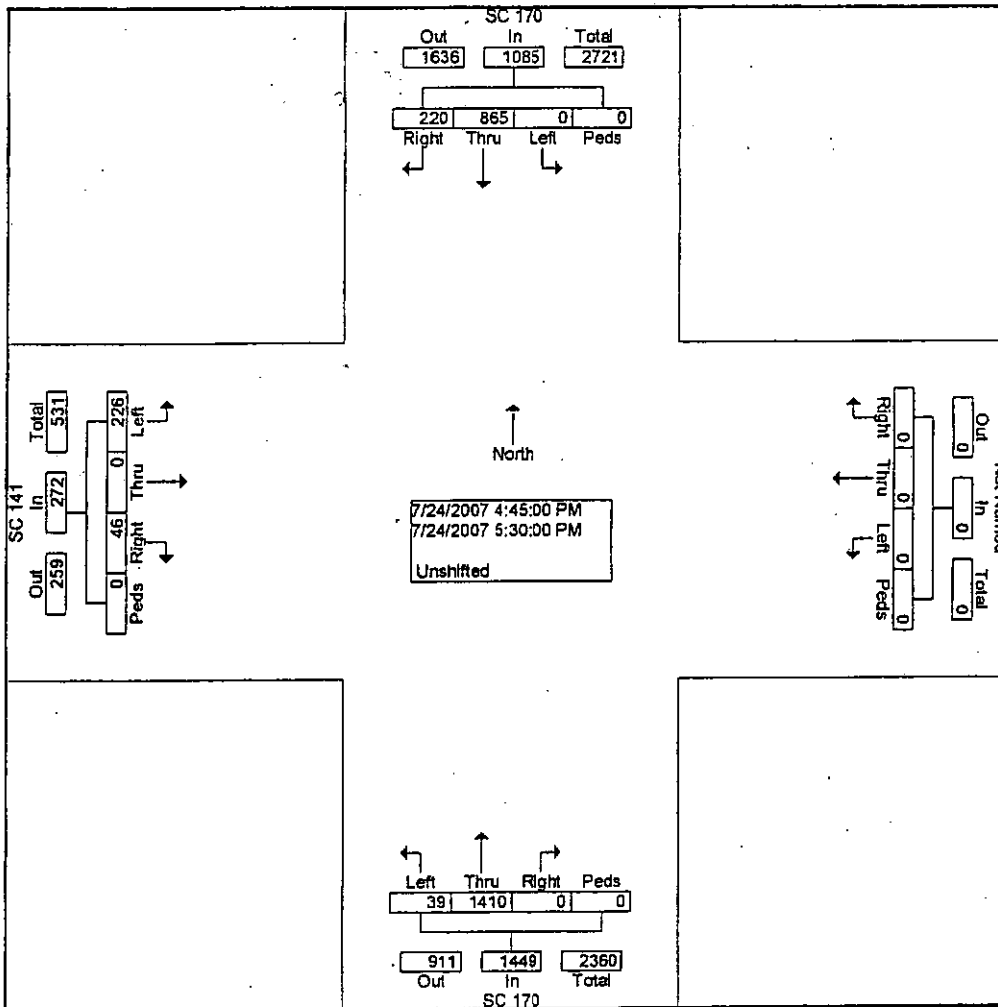 SC 170
Out In Total
1636 1085 2721
220 865 0 0
Right Thru Left Peds
SC 141
Total In Out
531 272 259
226 0 46 0
Left Thru Right Peds
North
7/24/2007 4:45:00 PM
7/24/2007 5:30:00 PM
Unshifted
Right Thru Left Peds
0 0 0 0
Out In Total
0 0 0
Left Thru Right Peds
39 1410 0 0
911 1449 2360
Out In Total
SC 170